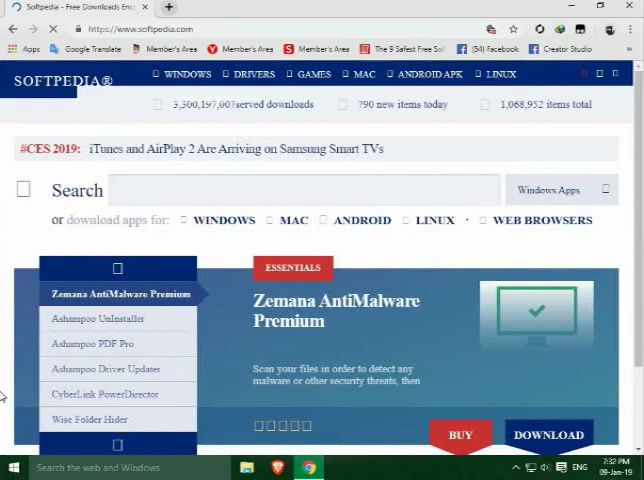 Softpedia - Free Downloads Enc
https://www.softpedia.com
Apps Google Translate Member's Area Member's Area Member's Area The 9 Safest Free So (54) Facebook Creator Studio
SOFTPEDIA® WINDOWS DRIVERS GAMES MAC ANDROID APK LINUX
3,300,197,607served downloads 790 new items today 1,068,952 items total
#CES 2019: iTunes and AirPlay 2 Are Arriving on Samsung Smart TVs
Search Windows Apps
or download apps for: WINDOWS MAC ANDROID LINUX · WEB BROWSERS
ESSENTIALS
Zemana AntiMalware Premium
Ashampoo UnInstaller
Ashampoo PDF Pro
Ashampoo Driver Updater
CyberLink PowerDirector
Wise Folder Hider
Zemana AntiMalware
Premium
Scan your files in order to detect any
malware or other security threats, then
BUY DOWNLOAD
Search the web and Windows
ENG
7:32 PM
09-Jan-19